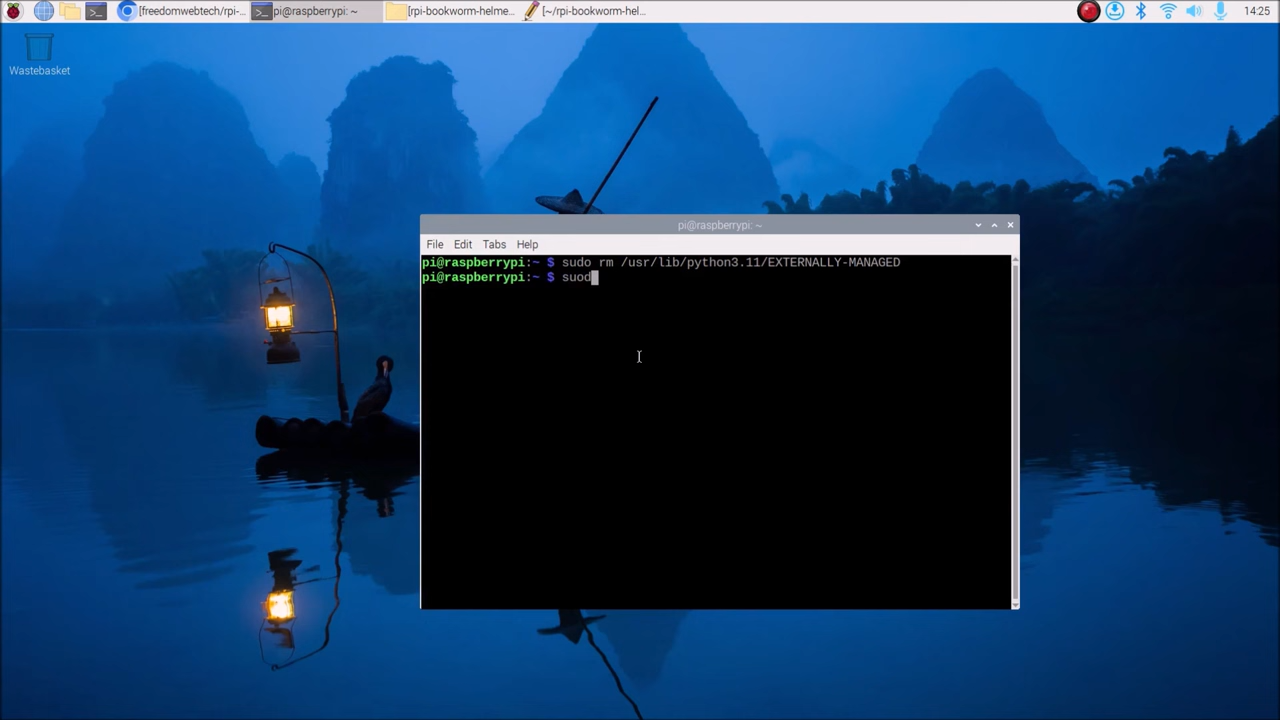 [freedomwebtech/rpi-...
pi@raspberrypi: ~
[rpi-bookworm-helme...
[~/rpi-bookworm-hel...
14:25
Wastebasket
pi@raspberrypi: ~
File Edit Tabs Help
pi@raspberrypi:~ $ sudo rm /usr/lib/python3.11/EXTERNALLY-MANAGED
pi@raspberrypi:~ $ suod